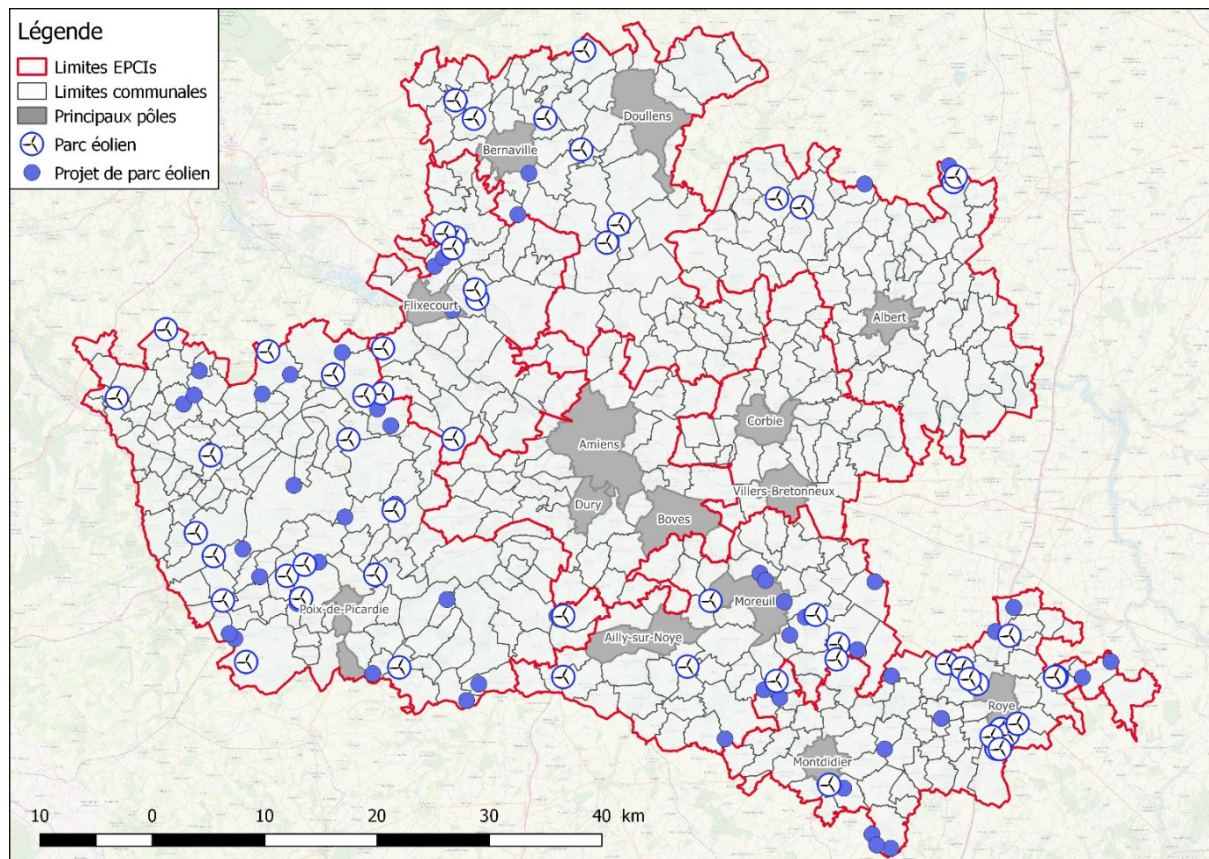 Légende
Limites EPCIs
Limites communales
Principaux pôles
Parc éolien
Projet de parc éolien
Doullens
Bernaville
Flixecourt
Albert
Corbie
Amiens
Villers-Bretonneux
Dury
Boves
Moreuil
Poix-de-Picardie
Ailly-sur-Noye
Roye
Montdidier
10 0 10 20 30 40 km